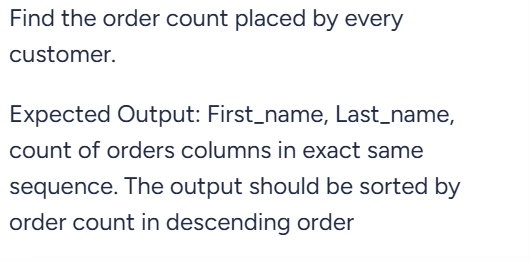 Find the order count placed by every
customer.
Expected Output: First_name, Last_name,
count of orders columns in exact same
sequence. The output should be sorted by
order count in descending order